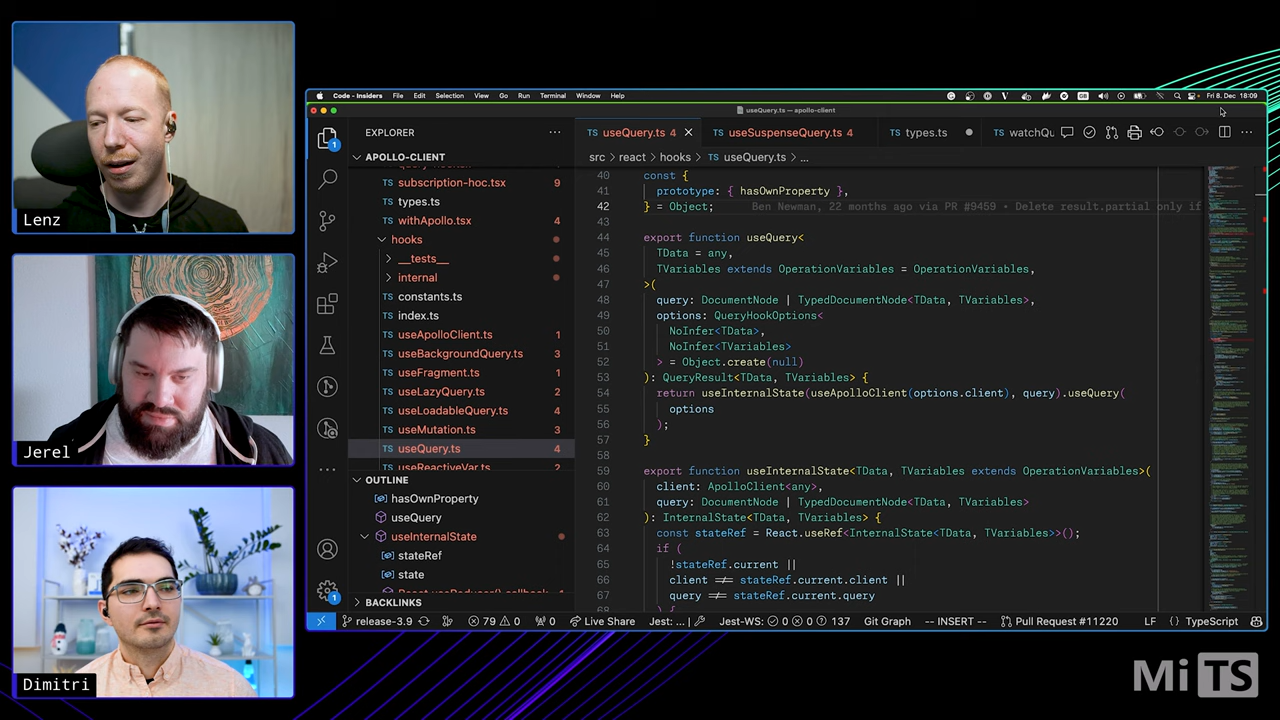 Lenz
Jerel
Dimitri
Code - Insiders File Edit Selection View Go Run Terminal Window Help
Fri 8. Dec 18:09
useQuery.ts — apollo-client
EXPLORER
useQuery.ts 4
useSuspenseQuery.ts 4
types.ts
watchQu
APOLLO-CLIENT
src > react > hooks > useQuery.ts > ...
subscription-hoc.tsx 9
types.ts
withApollo.tsx 4
hooks
__tests__
internal
constants.ts
index.ts
useApolloClient.ts 1
useBackgroundQuery.ts 3
useFragment.ts 1
useLazyQuery.ts 2
useLoadableQuery.ts 4
useMutation.ts 3
useQuery.ts 4
useReactiveVar.ts 2
OUTLINE
hasOwnProperty
useQuery
useInternalState
stateRef
state
React.useReducer() callback
BACKLINKS
40 const {
41 prototype: { hasOwnProperty },
42 } = Object; Ben Newman, 22 months ago via PR #9459 • Delete result.partial only if
43
44 export function useQuery<
45 TData = any,
46 TVariables extends OperationVariables = OperationVariables,
47 >(
48 query: DocumentNode | TypedDocumentNode<TData, TVariables>,
49 options: QueryHookOptions<
50 NoInfer<TData>,
51 NoInfer<TVariables>
52 > = Object.create(null)
53 ): QueryResult<TData, TVariables> {
54 return useInternalState(useApolloClient(options.client), query).useQuery(
55 options
56 );
57 }
58
59 export function useInternalState<TData, TVariables extends OperationVariables>(
60 client: ApolloClient<any>,
61 query: DocumentNode | TypedDocumentNode<TData, TVariables>
62 ): InternalState<TData, TVariables> {
63 const stateRef = React.useRef<InternalState<TData, TVariables>>();
64 if (
65 !stateRef.current ||
66 client !== stateRef.current.client ||
67 query !== stateRef.current.query
68 ) {
release-3.9 79 0 0 Live Share Jest: ... Jest-WS: 0 0 137 Git Graph -- INSERT -- Pull Request #11220 LF {} TypeScript
Mi TS